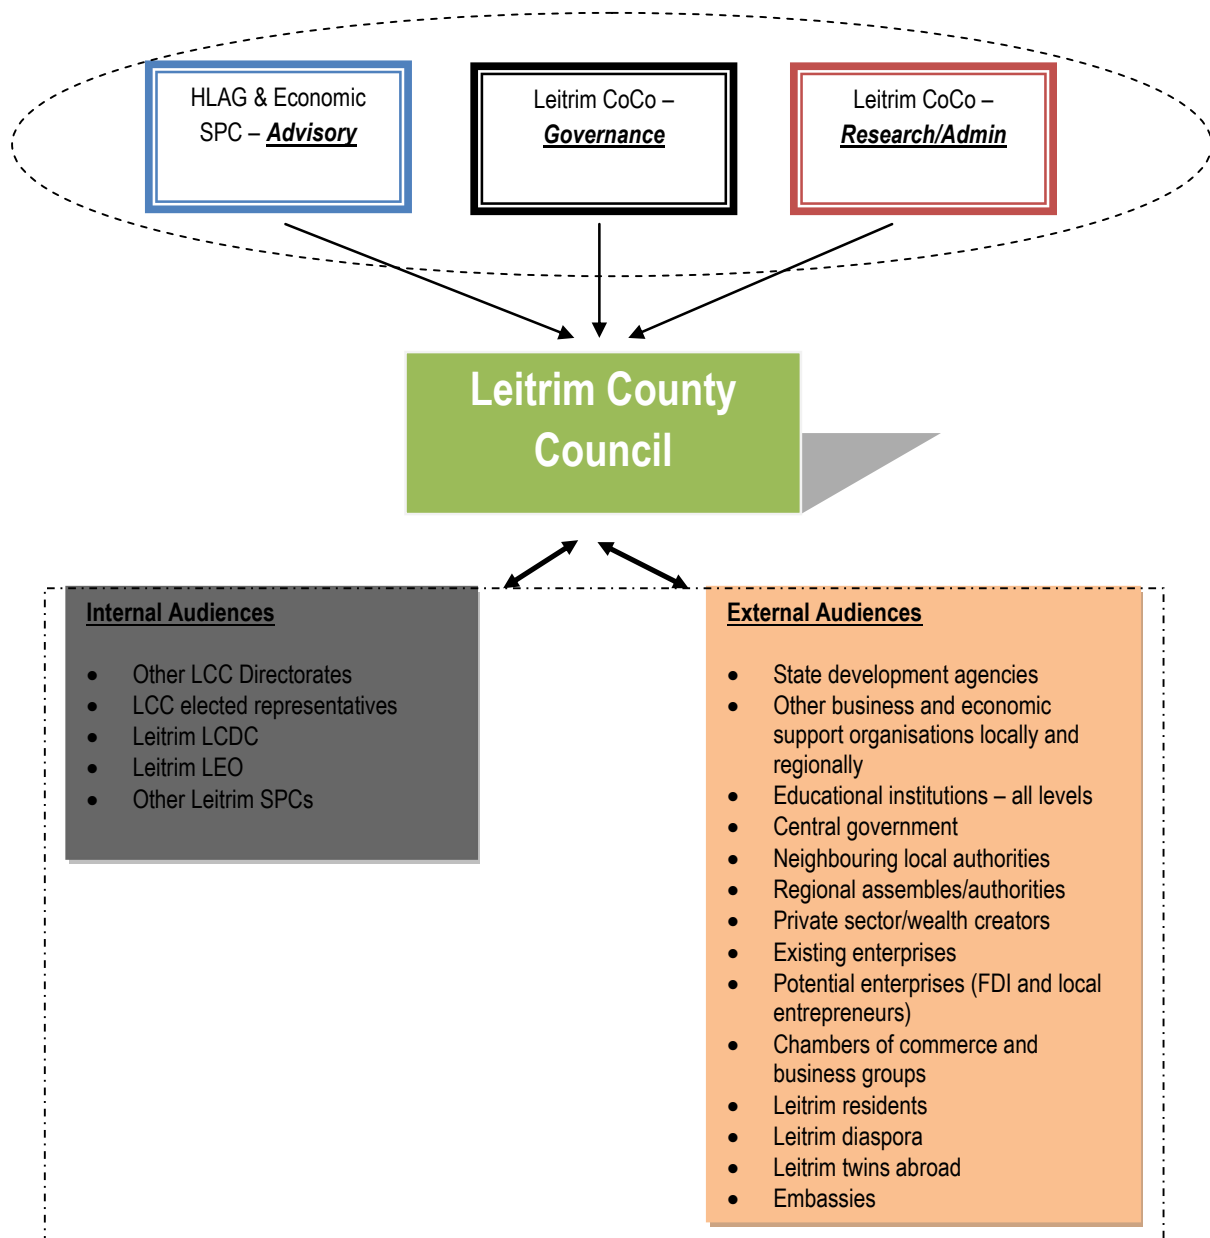 HLAG & Economic
SPC – Advisory
Leitrim CoCo –
Governance
Leitrim CoCo –
Research/Admin
Leitrim County
Council
Internal Audiences
• Other LCC Directorates
• LCC elected representatives
• Leitrim LCDC
• Leitrim LEO
• Other Leitrim SPCs
External Audiences
• State development agencies
• Other business and economic
support organisations locally and
regionally
• Educational institutions – all levels
• Central government
• Neighbouring local authorities
• Regional assembles/authorities
• Private sector/wealth creators
• Existing enterprises
• Potential enterprises (FDI and local
entrepreneurs)
• Chambers of commerce and
business groups
• Leitrim residents
• Leitrim diaspora
• Leitrim twins abroad
• Embassies